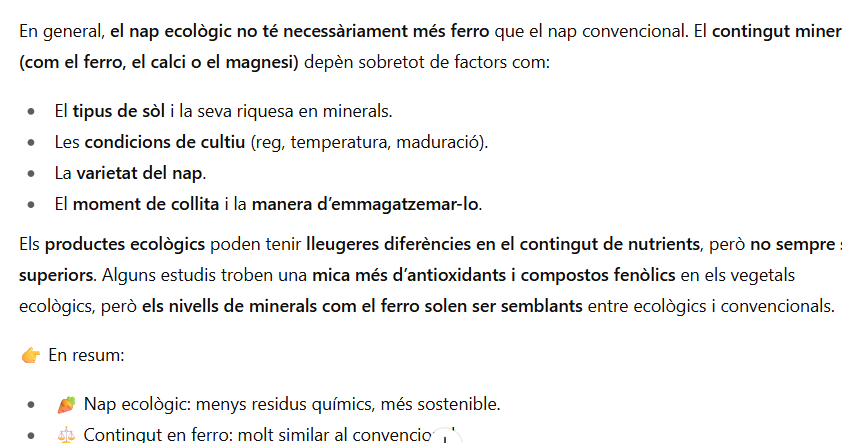 En general, el nap ecològic no té necessàriament més ferro que el nap convencional. El contingut miner
(com el ferro, el calci o el magnesi) depèn sobretot de factors com:
El tipus de sòl i la seva riquesa en minerals.
Les condicions de cultiu (reg, temperatura, maduració).
La varietat del nap.
El moment de collita i la manera d'emmagatzemar-lo.
Els productes ecològics poden tenir lleugeres diferències en el contingut de nutrients, però no sempre
superiors. Alguns estudis troben una mica més d'antioxidants i compostos fenòlics en els vegetals
ecològics, però els nivells de minerals com el ferro solen ser semblants entre ecològics i convencionals.
👉 En resum:
🥕 Nap ecològic: menys residus químics, més sostenible.
⚖️ Contingut en ferro: molt similar al convencio